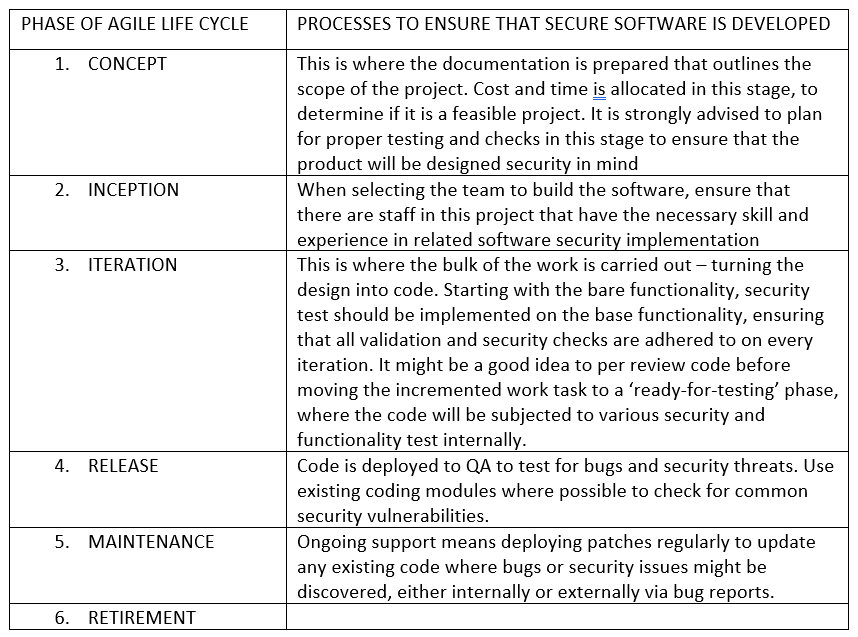 PHASE OF AGILE LIFE CYCLE
PROCESSES TO ENSURE THAT SECURE SOFTWARE IS DEVELOPED
1. CONCEPT
This is where the documentation is prepared that outlines the
scope of the project. Cost and time is allocated in this stage, to
determine if it is a feasible project. It is strongly advised to plan
for proper testing and checks in this stage to ensure that the
product will be designed security in mind
2. INCEPTION
When selecting the team to build the software, ensure that
there are staff in this project that have the necessary skill and
experience in related software security implementation
3. ITERATION
This is where the bulk of the work is carried out – turning the
design into code. Starting with the bare functionality, security
test should be implemented on the base functionality, ensuring
that all validation and security checks are adhered to on every
iteration. It might be a good idea to per review code before
moving the incremented work task to a ‘ready-for-testing’ phase,
where the code will be subjected to various security and
functionality test internally.
4. RELEASE
Code is deployed to QA to test for bugs and security threats. Use
existing coding modules where possible to check for common
security vulnerabilities.
5. MAINTENANCE
Ongoing support means deploying patches regularly to update
any existing code where bugs or security issues might be
discovered, either internally or externally via bug reports.
6. RETIREMENT